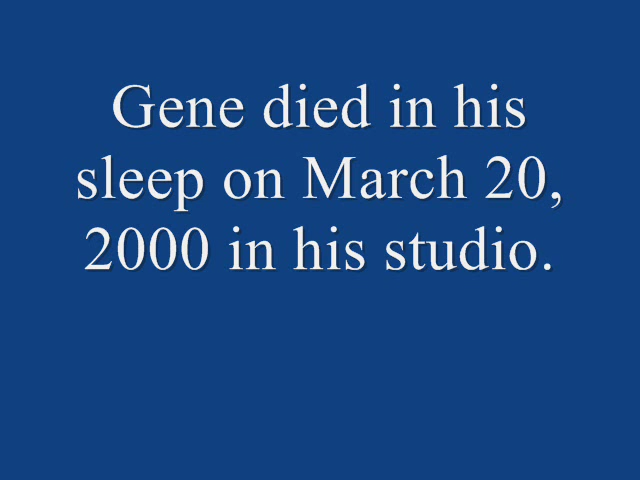 Gene died in his
sleep on March 20,
2000 in his studio.